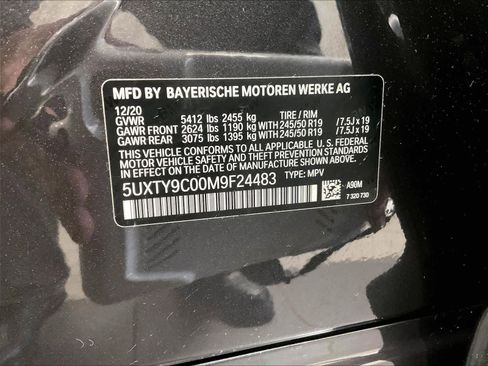 MFD BY BAYERISCHE MOTOREN WERKE AG
12/20
GVWR 5412 lbs 2455 kg TIRE / RIM
GAWR FRONT 2624 lbs 1190 kg WITH 245/50 R19 /7.5J x 19
GAWR REAR 3075 lbs 1395 kg WITH 245/50 R19 /7.5J x 19
THIS VEHICLE CONFORMS TO ALL APPLICABLE U.S. FEDERAL
MOTOR VEHICLE SAFETY AND THEFT PREVENTION STANDARDS
IN EFFECT ON THE DATE OF MANUFACTURE SHOWN ABOVE.
5UXTY9C00M9F24483 TYPE: MPV
A90M
7 320 730